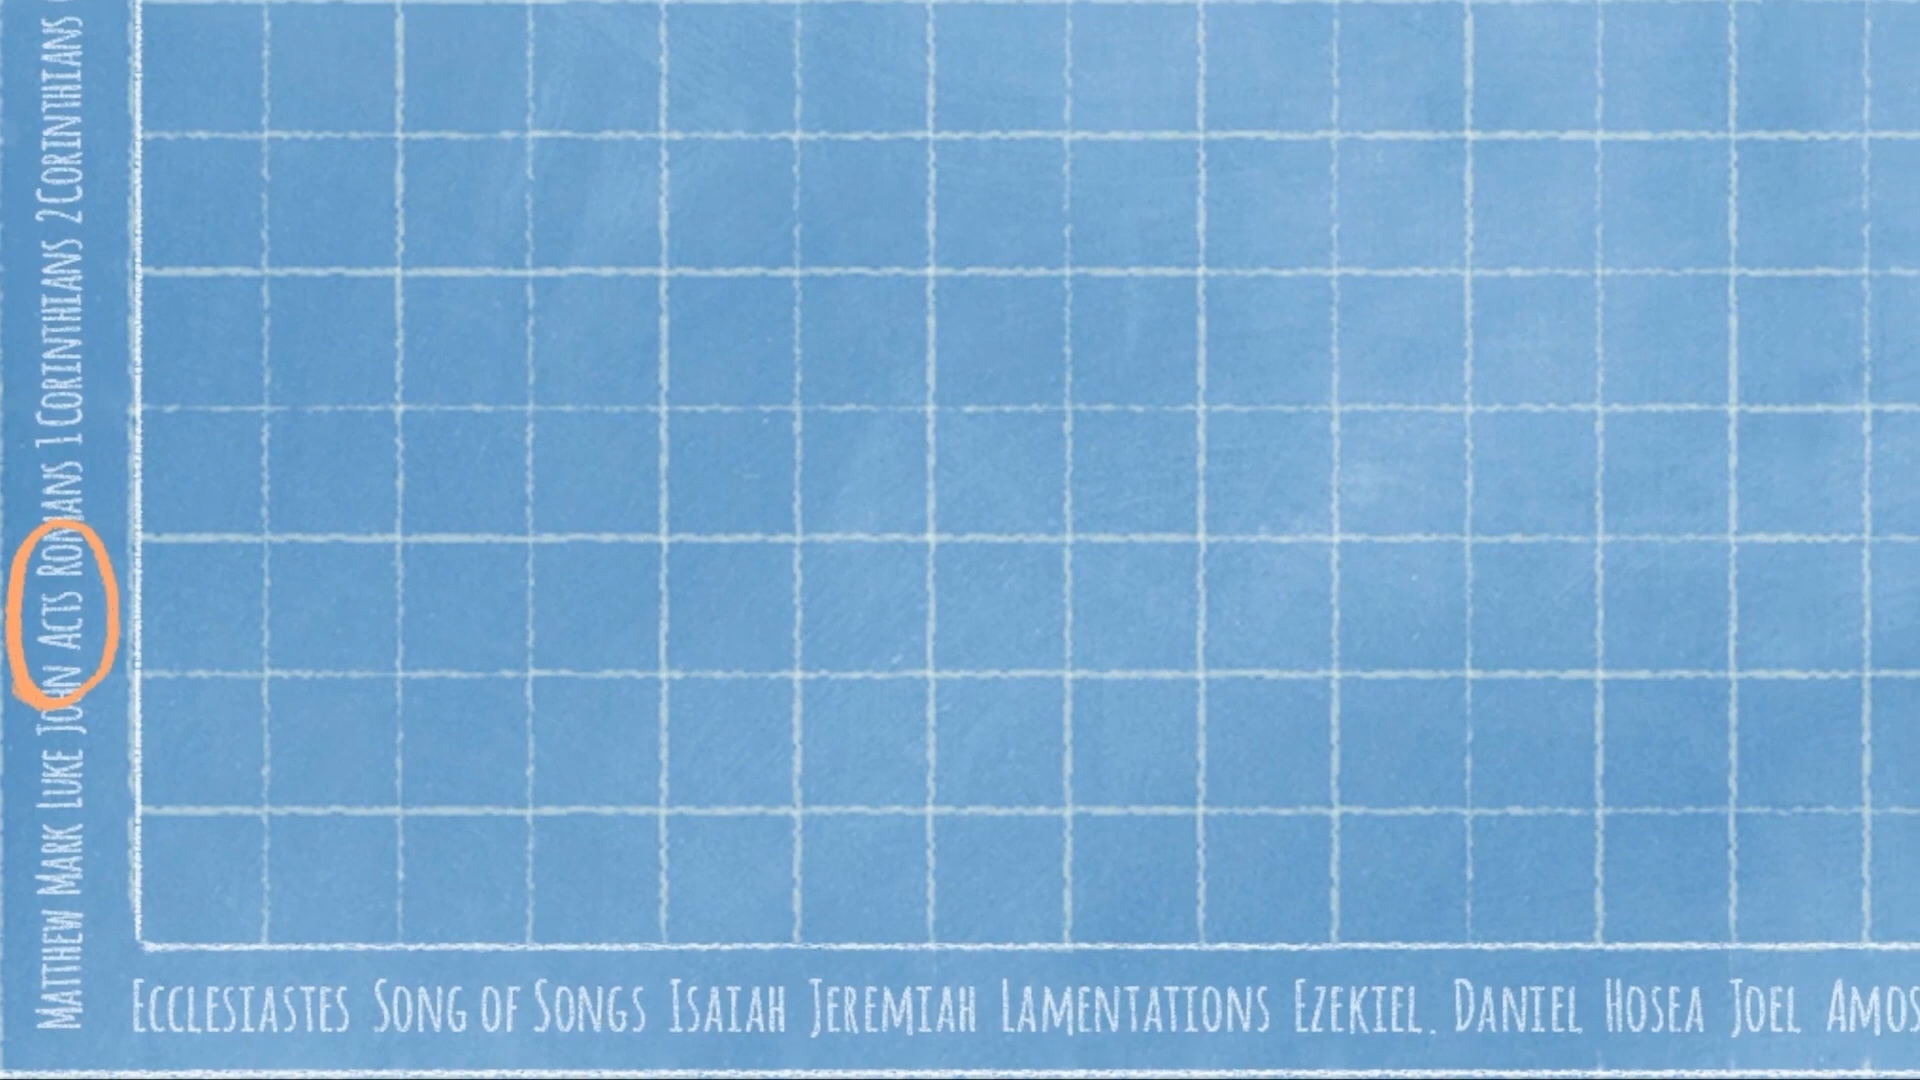 Matthew Mark Luke John Acts Romans 1Corinthians 2Corinthians
Ecclesiastes Song of Songs Isaiah Jeremiah Lamentations Ezekiel. Daniel Hosea Joel Amos